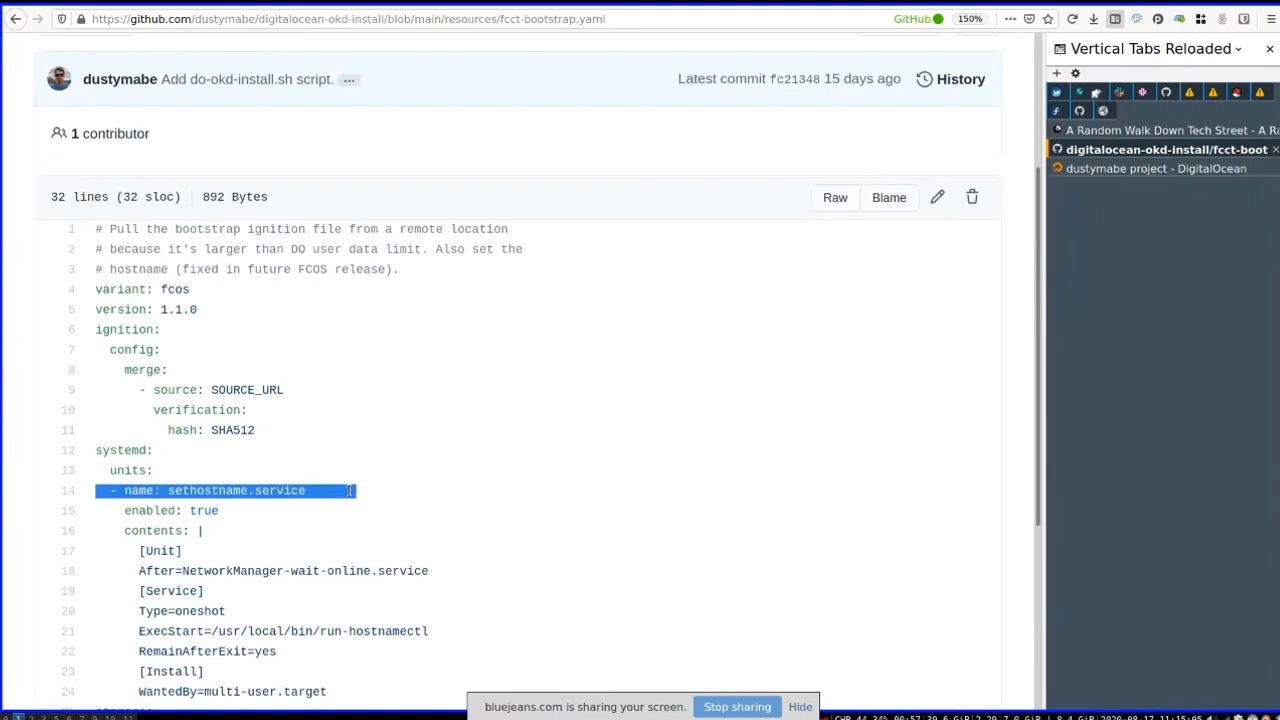 https://github.com/dustymabe/digitalocean-okd-install/blob/main/resources/fcct-bootstrap.yaml
GitHub
150%
Vertical Tabs Reloaded
A Random Walk Down Tech Street - A Ra
digitalocean-okd-install/fcct-boot
dustymabe project - DigitalOcean
dustymabe Add do-okd-install.sh script. ...
Latest commit fc21348 15 days ago
History
1 contributor
32 lines (32 sloc) 892 Bytes
Raw
Blame
1 # Pull the bootstrap ignition file from a remote location
2 # because it's larger than DO user data limit. Also set the
3 # hostname (fixed in future FCOS release).
4 variant: fcos
5 version: 1.1.0
6 ignition:
7 config:
8 merge:
9 - source: SOURCE_URL
10 verification:
11 hash: SHA512
12 systemd:
13 units:
14 - name: sethostname.service
15 enabled: true
16 contents: |
17 [Unit]
18 After=NetworkManager-wait-online.service
19 [Service]
20 Type=oneshot
21 ExecStart=/usr/local/bin/run-hostnamectl
22 RemainAfterExit=yes
23 [Install]
24 WantedBy=multi-user.target
bluejeans.com is sharing your screen.
Stop sharing
Hide